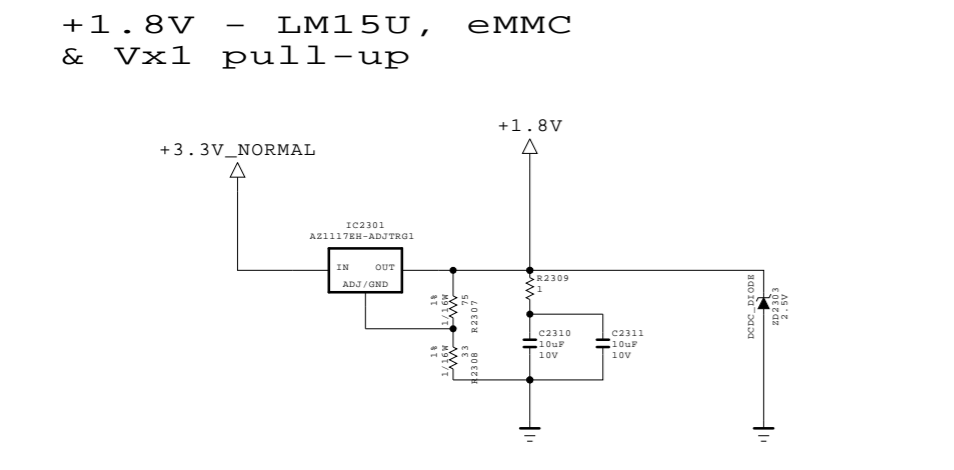 +1.8V - LM15U, eMMC
& Vx1 pull-up
+1.8V
+3.3V_NORMAL
IC2301
AZ1117EH-ADJTRG1
IN OUT
ADJ/GND
R2309
1
1%
1/16W
75
R2307
1%
1/16W
33
R2308
C2310
10uF
10V
C2311
10uF
10V
DCDC_DIODE
ZD2303
2.5V